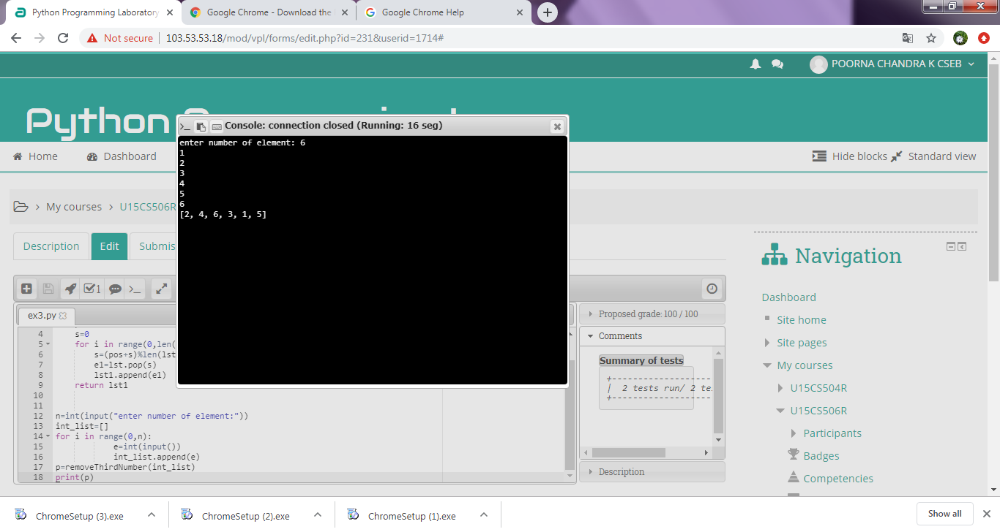 Python Programming Laboratory
Google Chrome - Download the
Google Chrome Help
Not secure
103.53.53.18/mod/vpl/forms/edit.php?id=231&userid=1714#
POORNA CHANDRA K CSEB
Python
Console: connection closed (Running: 16 seg)
enter number of element: 6
1
2
3
4
5
6
[2, 4, 6, 3, 1, 5]
Home
Dashboard
Hide blocks
Standard view
My courses
U15CS506R
Description
Edit
Submis
1
ex3.py
4 s=0
5 for i in range(0,len(
6 s=(pos+s)%len(lst
7 e1=lst.pop(s)
8 lst1.append(e1)
9 return lst1
10
11
12 n=int(input("enter number of element:"))
13 int_list=[]
14 for i in range(0,n):
15 e=int(input())
16 int_list.append(e)
17 p=removeThirdNumber(int_list)
18 print(p)
Proposed grade: 100 / 100
Comments
Summary of tests
+--------------------
| 2 tests run/ 2 te
+--------------------
Description
Navigation
Dashboard
Site home
Site pages
My courses
U15CS504R
U15CS506R
Participants
Badges
Competencies
ChromeSetup (3).exe
ChromeSetup (2).exe
ChromeSetup (1).exe
Show all